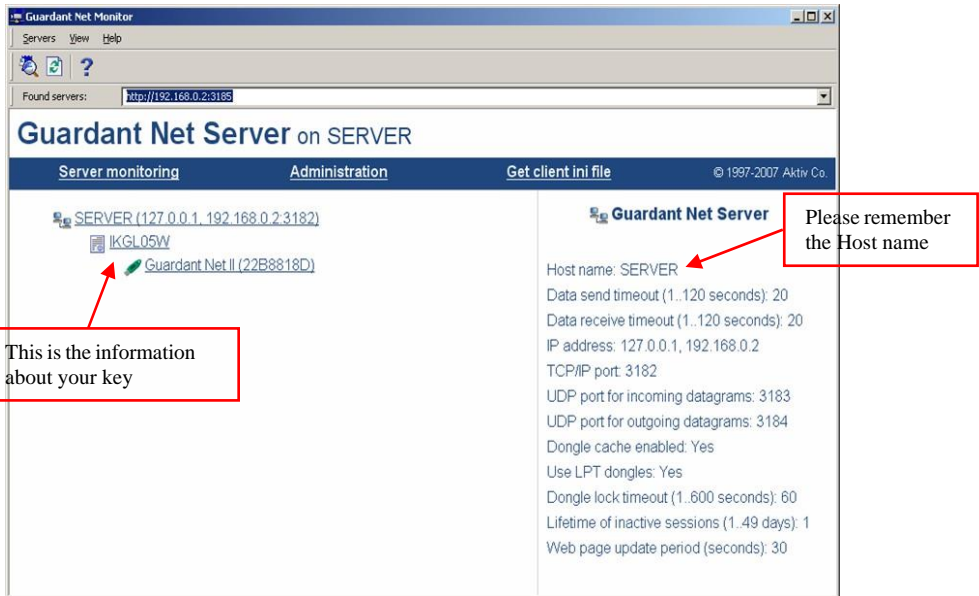 Guardant Net Monitor
Servers View Help
Found servers: http://192.168.0.2:3185
Guardant Net Server on SERVER
Server monitoring Administration Get client ini file © 1997-2007 Aktiv Co.
SERVER (127.0.0.1, 192.168.0.2:3182)
IKGL05W
Guardant Net II (22B8818D)
This is the information
about your key
Guardant Net Server
Please remember
the Host name
Host name: SERVER
Data send timeout (1..120 seconds): 20
Data receive timeout (1..120 seconds): 20
IP address: 127.0.0.1, 192.168.0.2
TCP/IP port: 3182
UDP port for incoming datagrams: 3183
UDP port for outgoing datagrams: 3184
Dongle cache enabled: Yes
Use LPT dongles: Yes
Dongle lock timeout (1..600 seconds): 60
Lifetime of inactive sessions (1..49 days): 1
Web page update period (seconds): 30